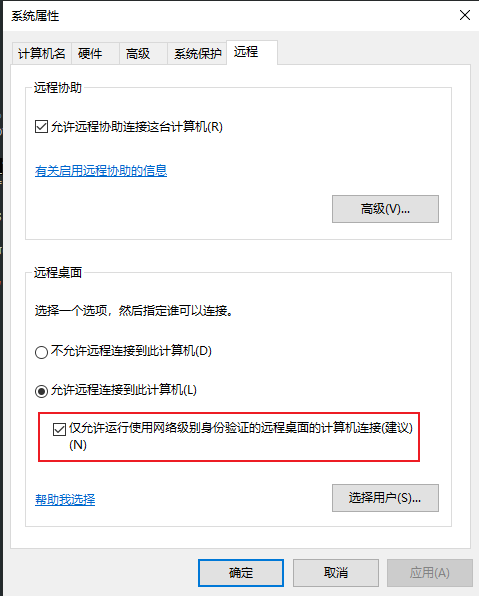 系统属性
计算机名 硬件 高级 系统保护 远程
远程协助
允许远程协助连接这台计算机(R)
有关启用远程协助的信息
高级(V)...
远程桌面
选择一个选项，然后指定谁可以连接。
不允许远程连接到此计算机(D)
允许远程连接到此计算机(L)
仅允许运行使用网络级别身份验证的远程桌面的计算机连接(建议)
(N)
帮助我选择 选择用户(S)...
确定 取消 应用(A)